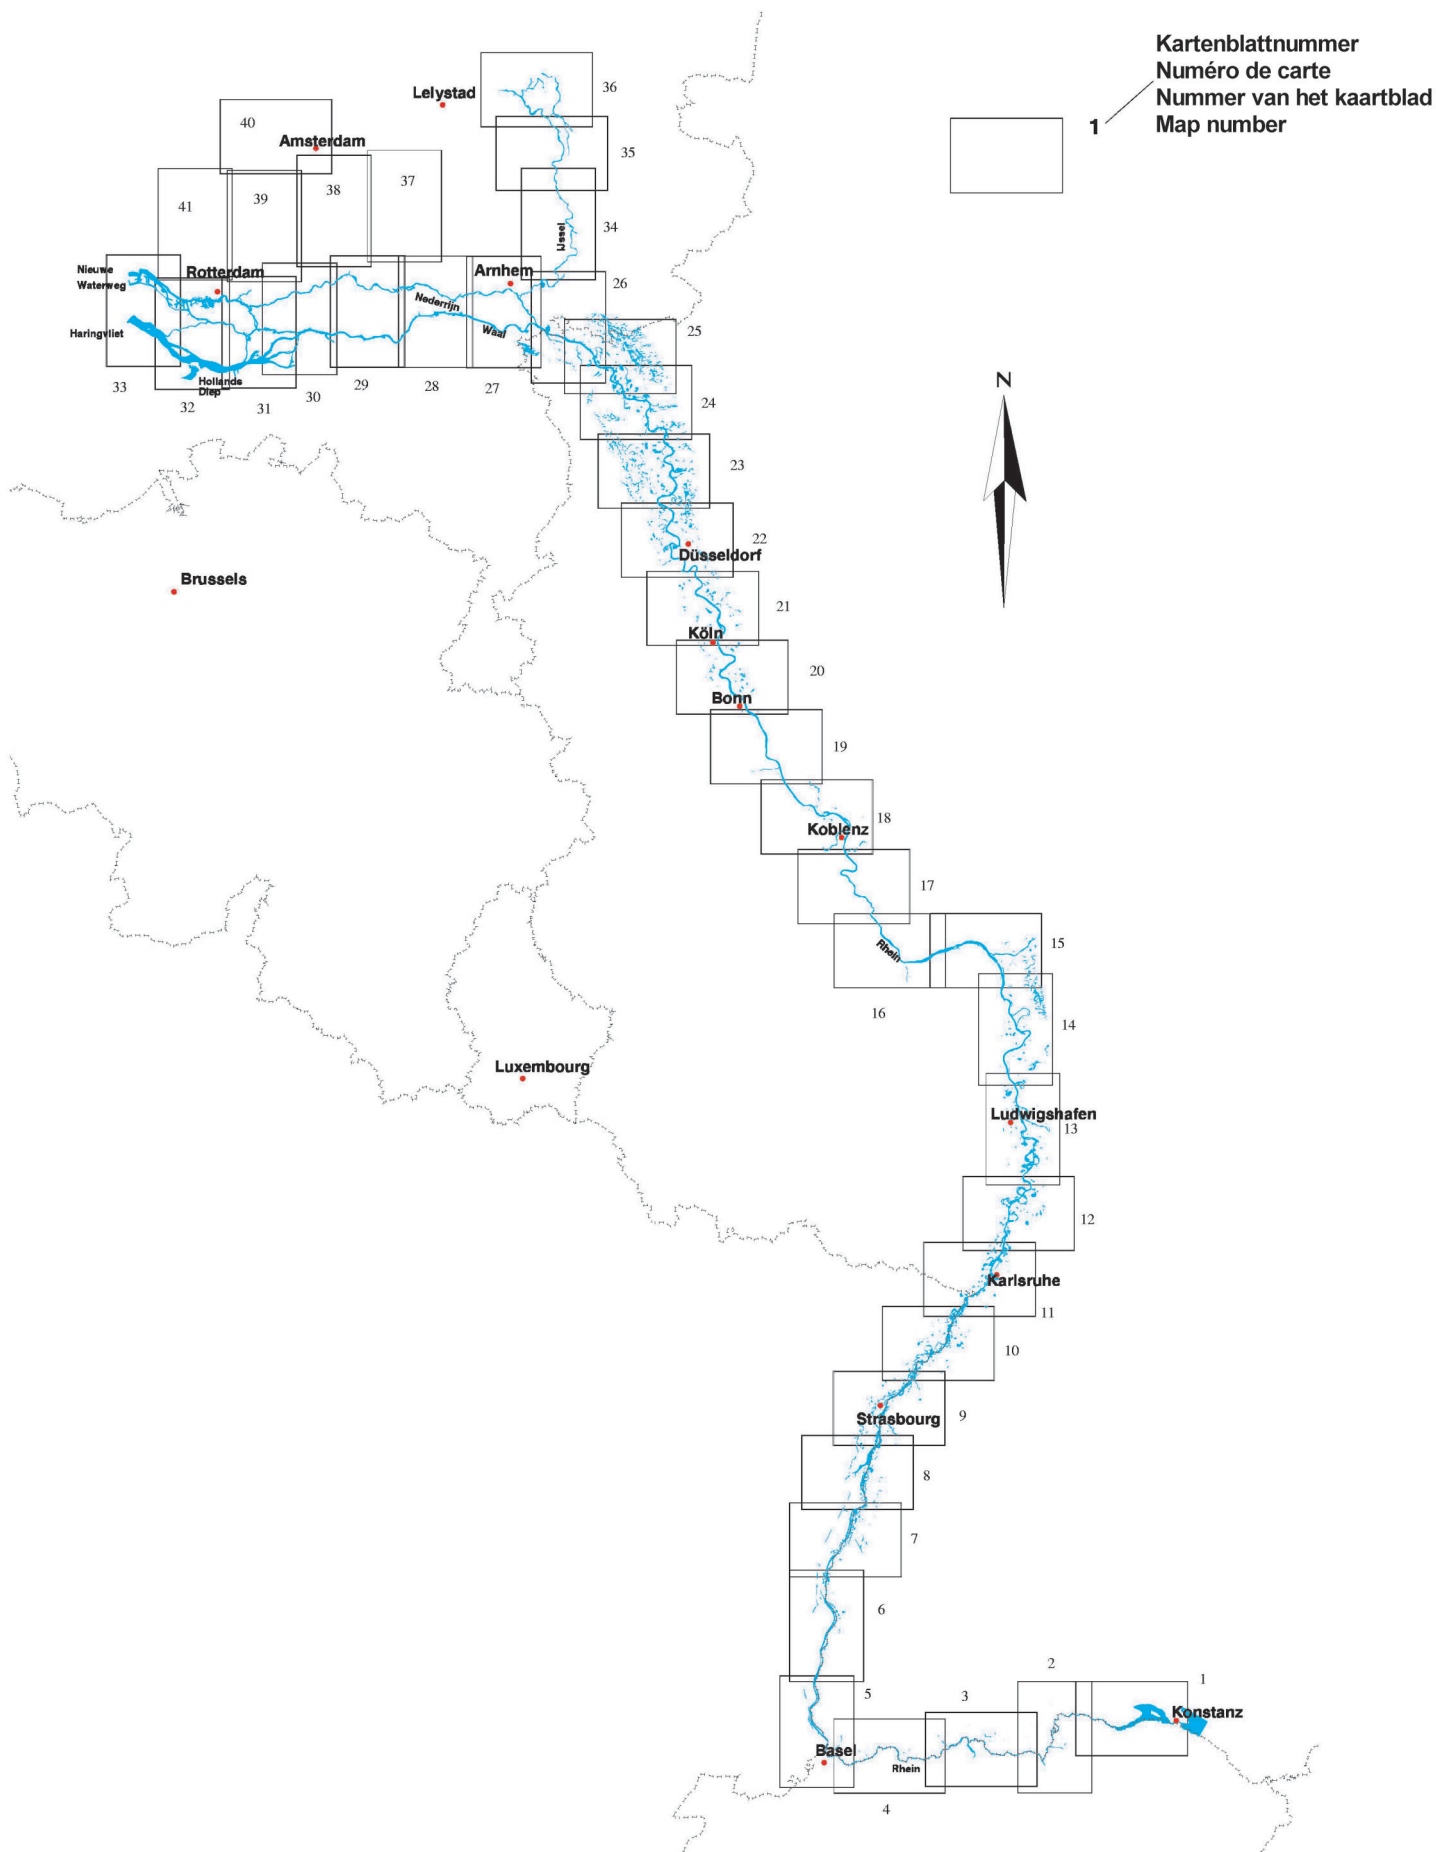 Kartenblattnummer
Numéro de carte
Nummer van het kaartblad
1 Map number
36
Lelystad
40
Amsterdam
35
37
38
39
41
34
IJssel
Nieuwe
Waterweg
Rotterdam
Arnhem
26
Nederrijn
Waal
Haringvliet
25
Hollands
Diep
33
32
31
30
29
28
27
N
24
23
22
Düsseldorf
Brussels
21
Köln
20
Bonn
19
18
Koblenz
17
Rhein
15
16
14
Luxembourg
Ludwigshafen
13
12
Karlsruhe
11
10
Strasbourg
9
8
7
6
5
2
1
3
Konstanz
Basel
Rhein
4